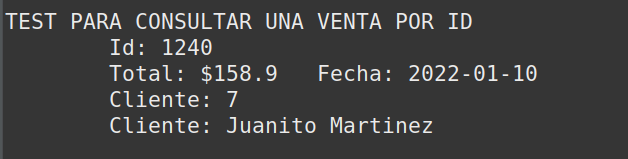 TEST PARA CONSULTAR UNA VENTA POR ID
Id: 1240
Total: $158.9 Fecha: 2022-01-10
Cliente: 7
Cliente: Juanito Martinez